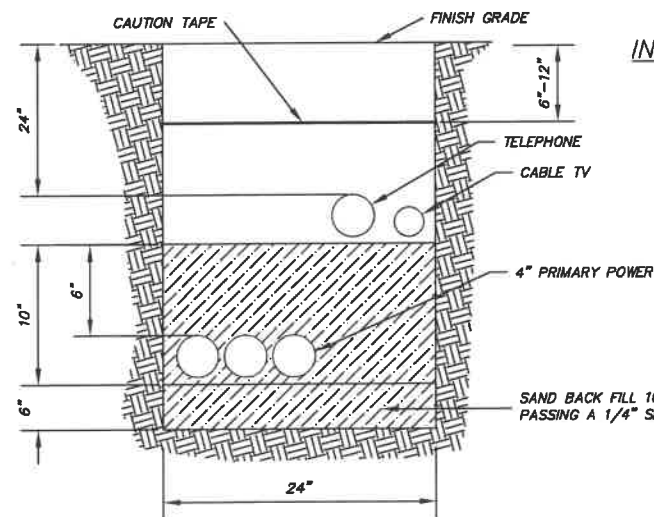 CAUTION TAPE
FINISH GRADE
IN
24"
6"-12"
TELEPHONE
CABLE TV
10"
6"
4" PRIMARY POWER
6"
SAND BACK FILL
PASSING A 1/4"
24"